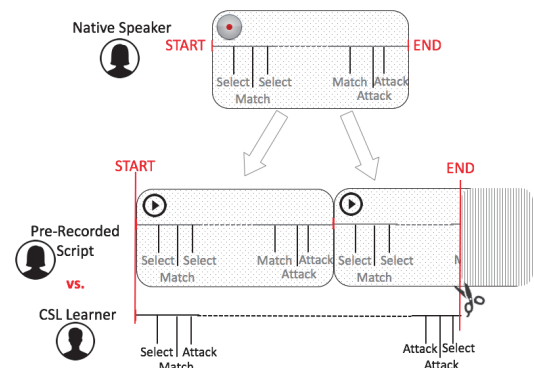 Native Speaker
START
END
Select
Select
Match
Match
Attack
Attack
START
END
Pre-Recorded
Script
vs.
CSL Learner
Select
Select
Match
Match
Attack
Attack
Select
Select
Match
M
Select
Attack
Match
Attack
Select
Attack